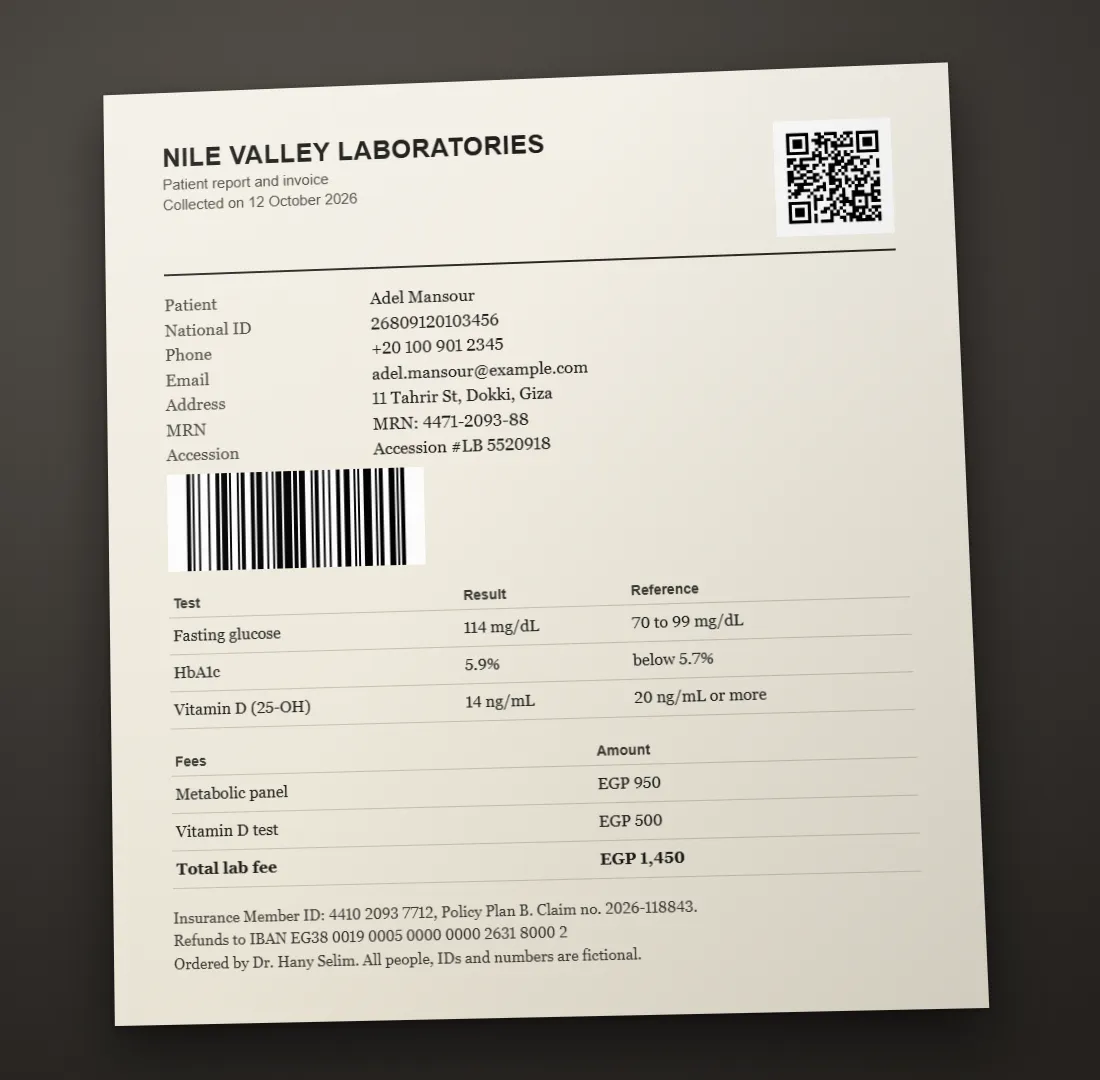 NILE VALLEY LABORATORIES
Patient report and invoice
Collected on 12 October 2026
Patient Adel Mansour
National ID 26809120103456
Phone +20 100 901 2345
Email adel.mansour@example.com
Address 11 Tahrir St, Dokki, Giza
MRN MRN: 4471-2093-88
Accession Accession #LB 5520918
Test Result Reference
Fasting glucose 114 mg/dL 70 to 99 mg/dL
HbA1c 5.9% below 5.7%
Vitamin D (25-OH) 14 ng/mL 20 ng/mL or more
Fees Amount
Metabolic panel EGP 950
Vitamin D test EGP 500
Total lab fee EGP 1,450
Insurance Member ID: 4410 2093 7712, Policy Plan B. Claim no. 2026-118843.
Refunds to IBAN EG38 0019 0005 0000 0000 2631 8000 2
Ordered by Dr. Hany Selim. All people, IDs and numbers are fictional.